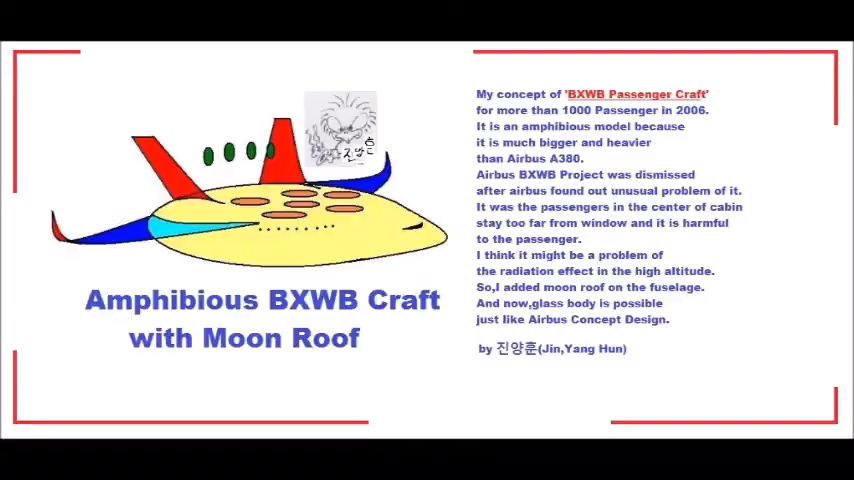 진양훈
Amphibious BXWB Craft
with Moon Roof
My concept of 'BXWB Passenger Craft'
for more than 1000 Passenger in 2006.
It is an amphibious model because
it is much bigger and heavier
than Airbus A380.
Airbus BXWB Project was dismissed
after airbus found out unusual problem of it.
It was the passengers in the center of cabin
stay too far from window and it is harmful
to the passenger.
I think it might be a problem of
the radiation effect in the high altitude.
So,I added moon roof on the fuselage.
And now,glass body is possible
just like Airbus Concept Design.
by 진양훈(Jin,Yang Hun)